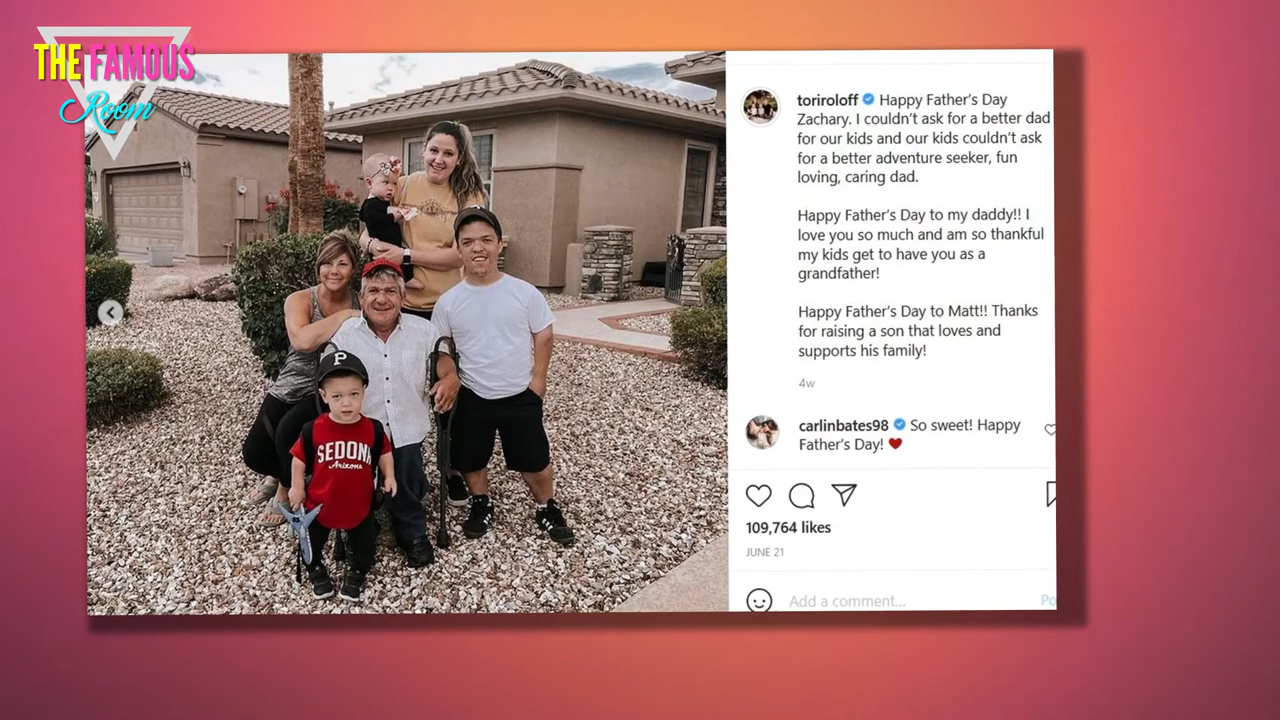 THE FAMOUS
Room
P
SEDONA
Arizona
toriroloff Happy Father's Day
Zachary. I couldn't ask for a better dad
for our kids and our kids couldn't ask
for a better adventure seeker, fun
loving, caring dad.
Happy Father's Day to my daddy!! I
love you so much and am so thankful
my kids get to have you as a
grandfather!
Happy Father's Day to Matt!! Thanks
for raising a son that loves and
supports his family!
4w
carlinbates98 So sweet! Happy
Father's Day! ❤️
109,764 likes
JUNE 21
Add a comment... Po